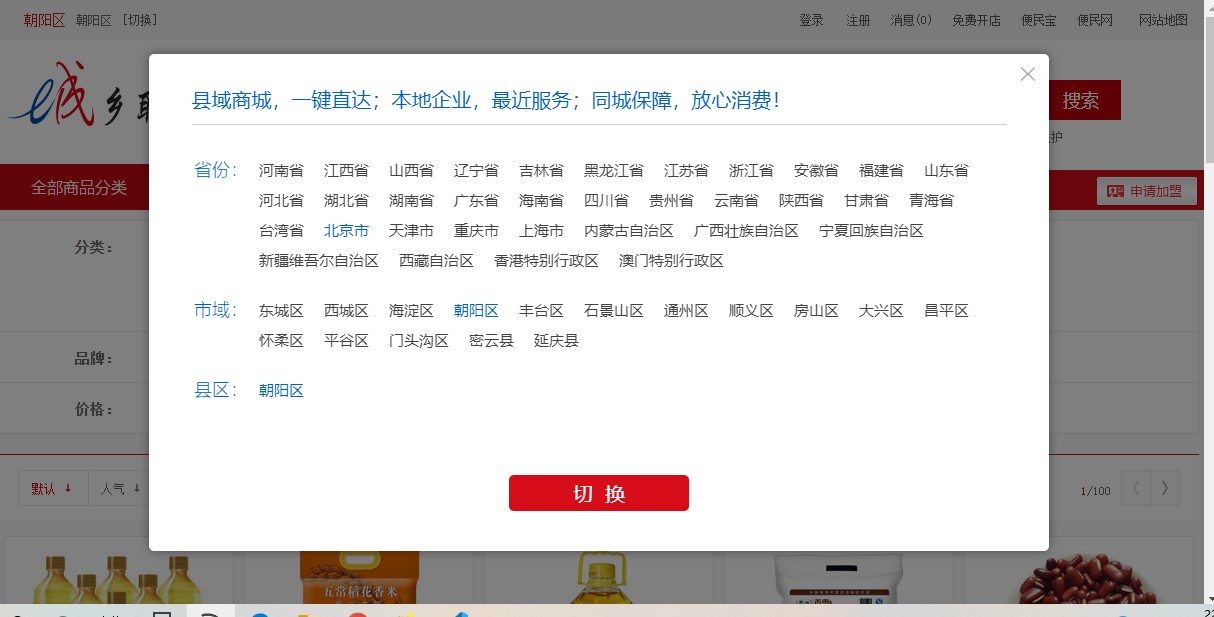 朝阳区 朝阳区 [切换] 登录 注册 消息(0) 免费开店 便民宝 便民网 网站地图
城乡
搜索
护
县域商城，一键直达；本地企业，最近服务；同城保障，放心消费！
全部商品分类
申请加盟
省份： 河南省 江西省 山西省 辽宁省 吉林省 黑龙江省 江苏省 浙江省 安徽省 福建省 山东省
河北省 湖北省 湖南省 广东省 海南省 四川省 贵州省 云南省 陕西省 甘肃省 青海省
台湾省 北京市 天津市 重庆市 上海市 内蒙古自治区 广西壮族自治区 宁夏回族自治区
新疆维吾尔自治区 西藏自治区 香港特别行政区 澳门特别行政区
分类：
市域： 东城区 西城区 海淀区 朝阳区 丰台区 石景山区 通州区 顺义区 房山区 大兴区 昌平区
怀柔区 平谷区 门头沟区 密云县 延庆县
品牌：
县区： 朝阳区
价格：
默认 人气
1/100
切 换
五常稻花香米